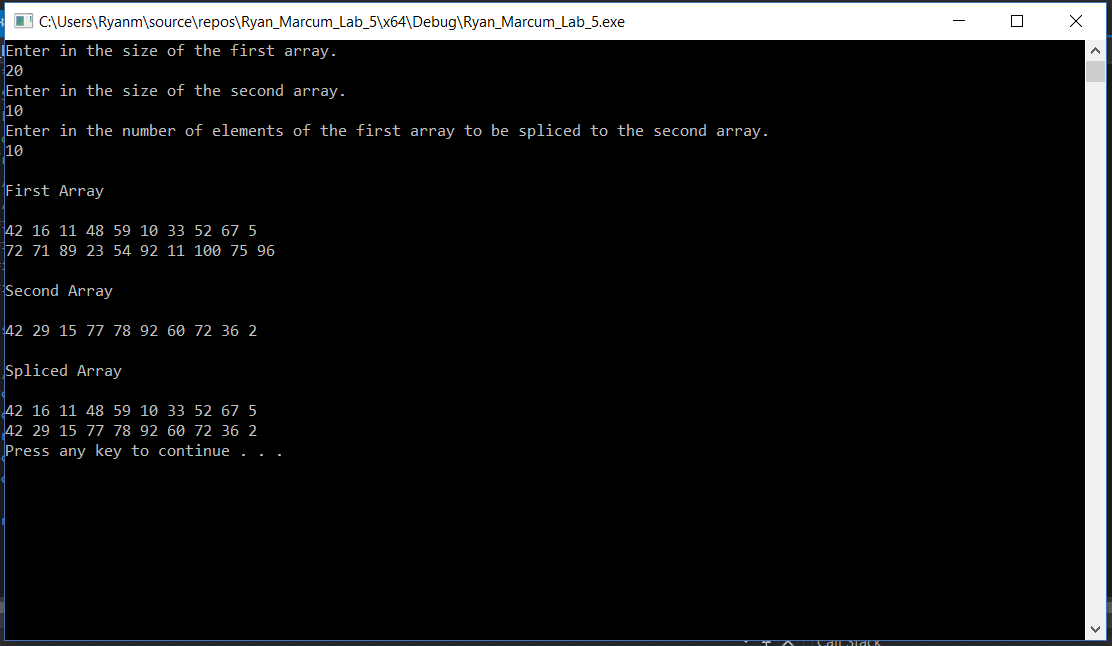 C:\Users\Ryanm\source\repos\Ryan_Marcum_Lab_5\x64\Debug\Ryan_Marcum_Lab_5.exe
Enter in the size of the first array.
20
Enter in the size of the second array.
10
Enter in the number of elements of the first array to be spliced to the second array.
10
First Array
42 16 11 48 59 10 33 52 67 5
72 71 89 23 54 92 11 100 75 96
Second Array
42 29 15 77 78 92 60 72 36 2
Spliced Array
42 16 11 48 59 10 33 52 67 5
42 29 15 77 78 92 60 72 36 2
Press any key to continue . . .
Call Stack